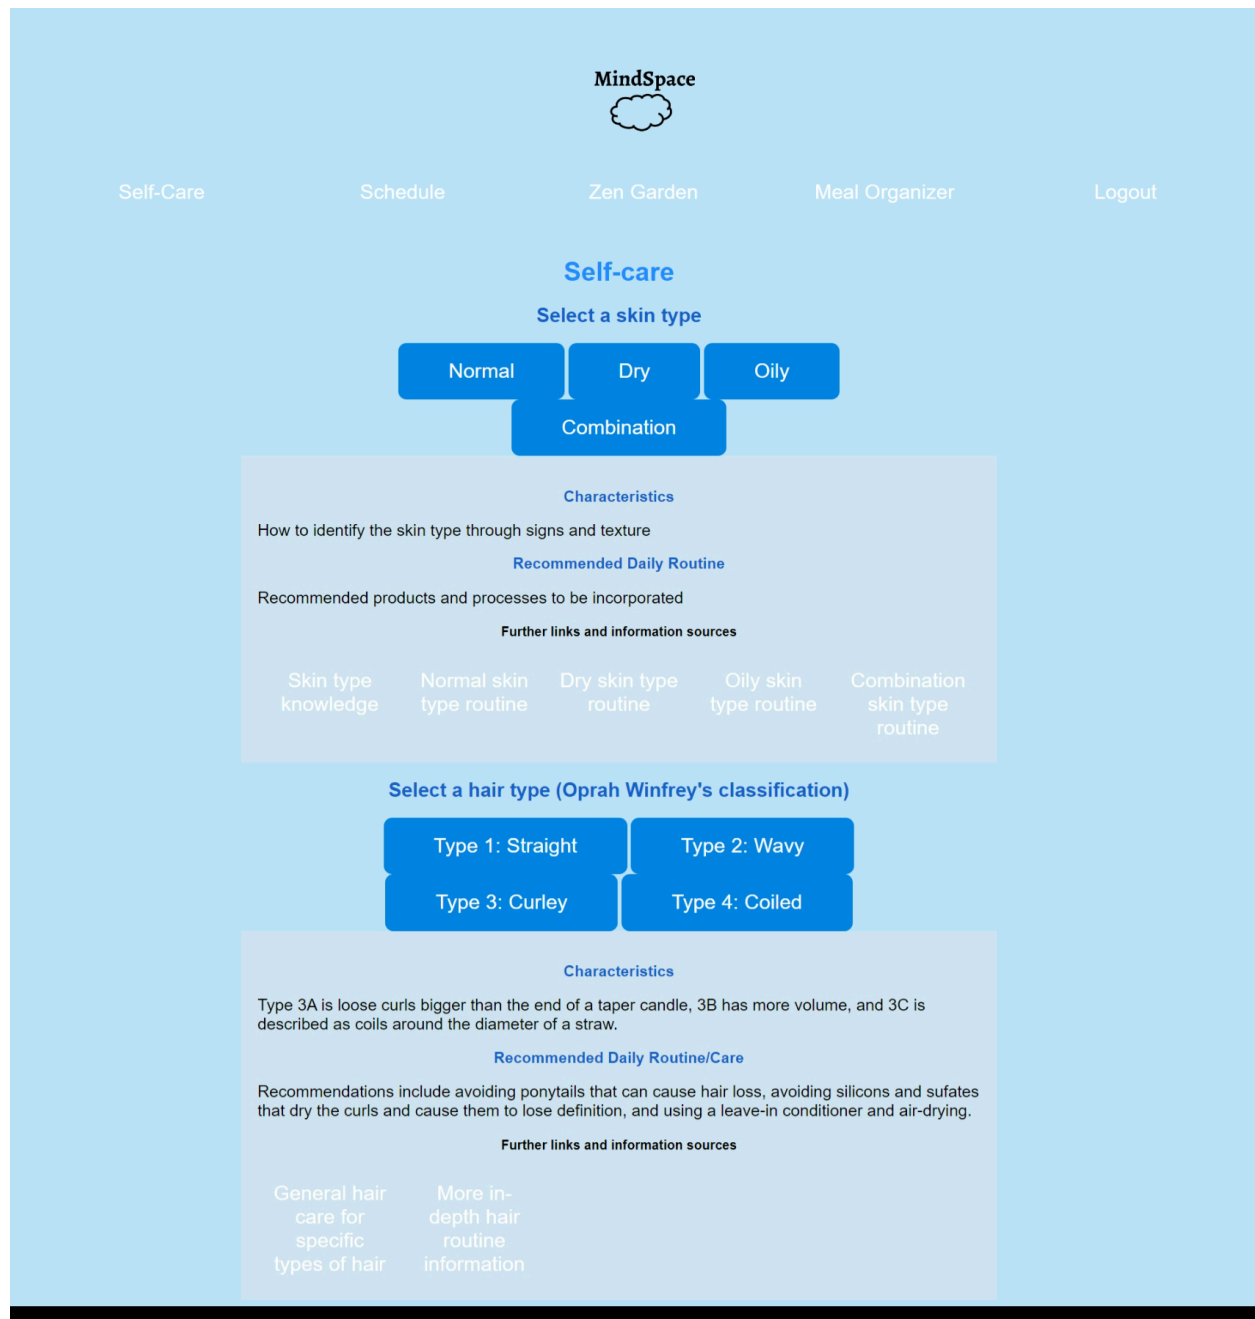 MindSpace
Self-Care Schedule Zen Garden Meal Organizer Logout
Self-care
Select a skin type
Normal Dry Oily
Combination
Characteristics
How to identify the skin type through signs and texture
Recommended Daily Routine
Recommended products and processes to be incorporated
Further links and information sources
Skin type knowledge
Normal skin type routine
Dry skin type routine
Oily skin type routine
Combination skin type routine
Select a hair type (Oprah Winfrey's classification)
Type 1: Straight Type 2: Wavy
Type 3: Curley Type 4: Coiled
Characteristics
Type 3A is loose curls bigger than the end of a taper candle, 3B has more volume, and 3C is
described as coils around the diameter of a straw.
Recommended Daily Routine/Care
Recommendations include avoiding ponytails that can cause hair loss, avoiding silicons and sufates
that dry the curls and cause them to lose definition, and using a leave-in conditioner and air-drying.
Further links and information sources
General hair
care for
specific
types of hair
More in-
depth hair
routine
information